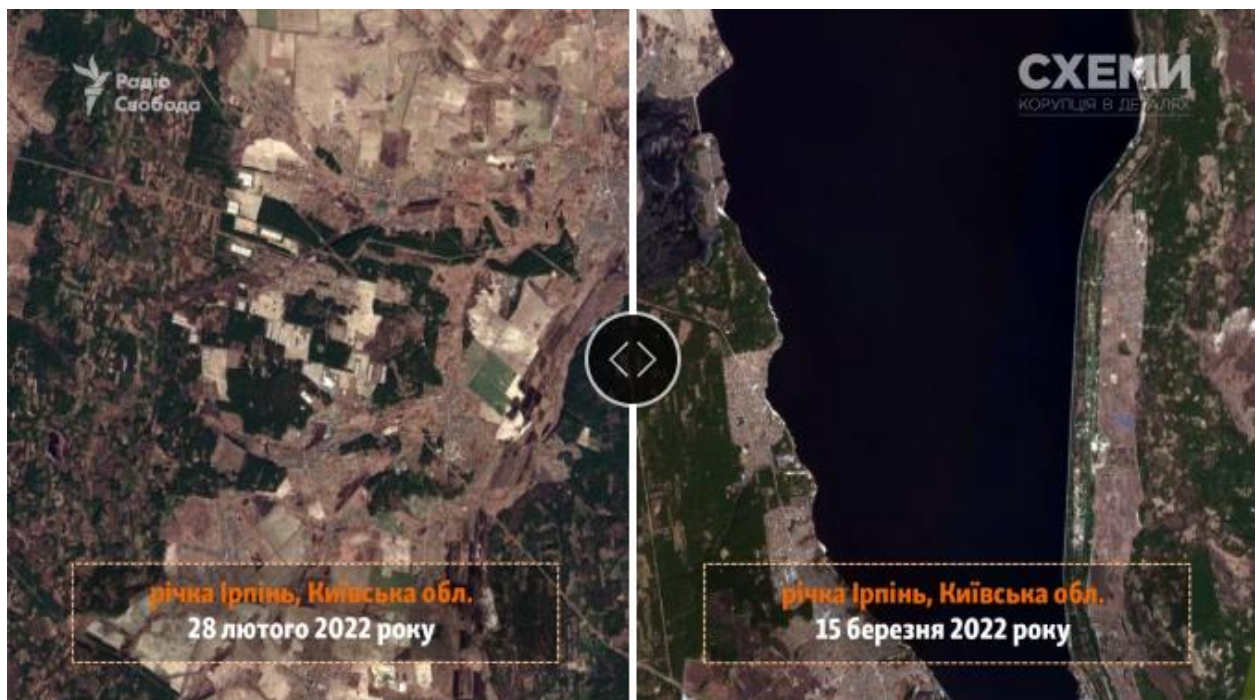 Радіо
Свобода
СХЕМИ
КОРУПЦІЯ В ДЕТАЛЯХ
річка Ірпінь, Київська обл.
28 лютого 2022 року
річка Ірпінь, Київська обл.
15 березня 2022 року